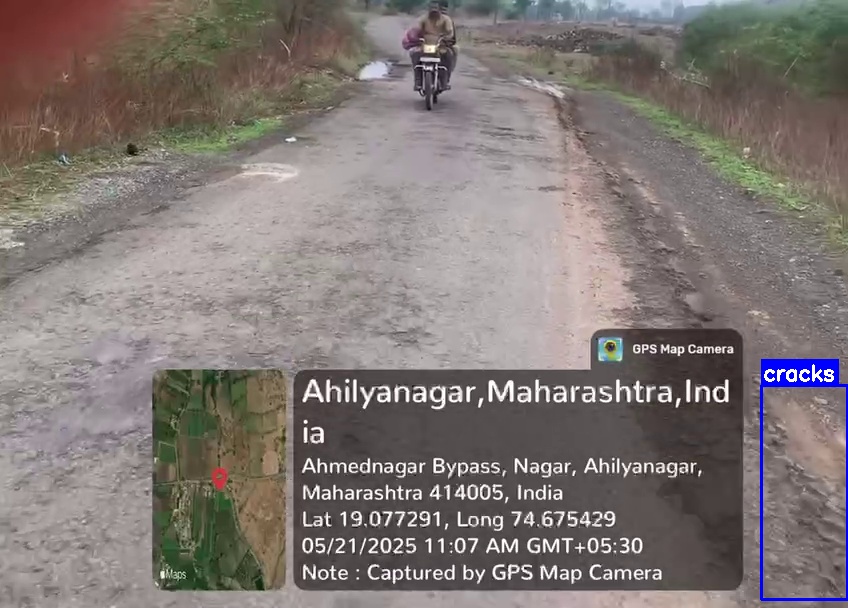 GPS Map Camera
cracks
Ahilyanagar,Maharashtra,Ind
ia
Ahmednagar Bypass, Nagar, Ahilyanagar,
Maharashtra 414005, India
Lat 19.077291, Long 74.675429
05/21/2025 11:07 AM GMT+05:30
Note : Captured by GPS Map Camera
Maps